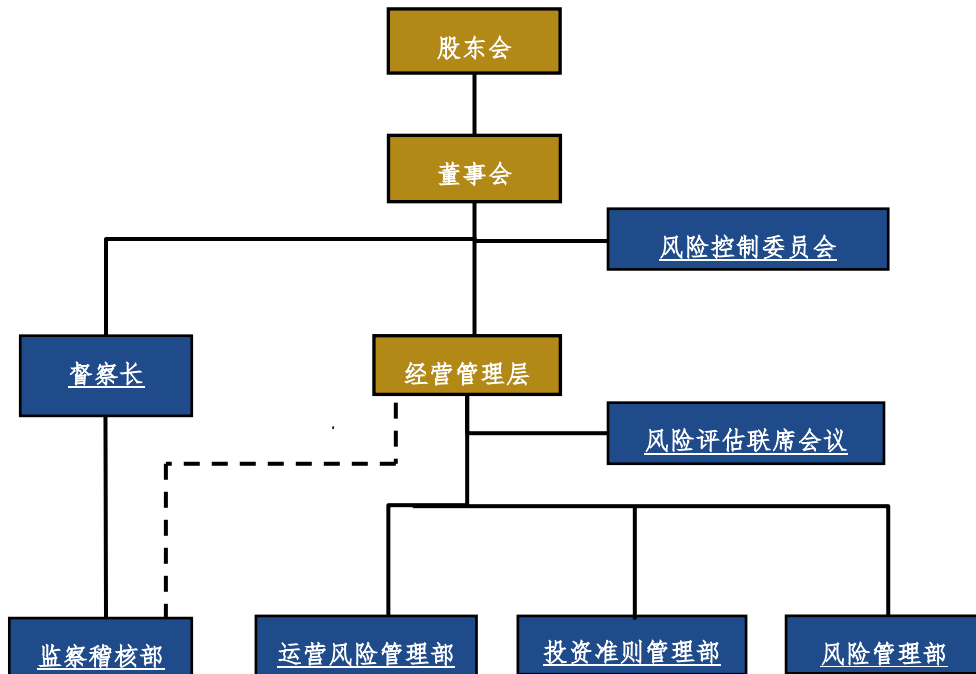 股东会
董事会
风险控制委员会
督察长
经营管理层
风险评估联席会议
监察稽核部
运营风险管理部
投资准则管理部
风险管理部